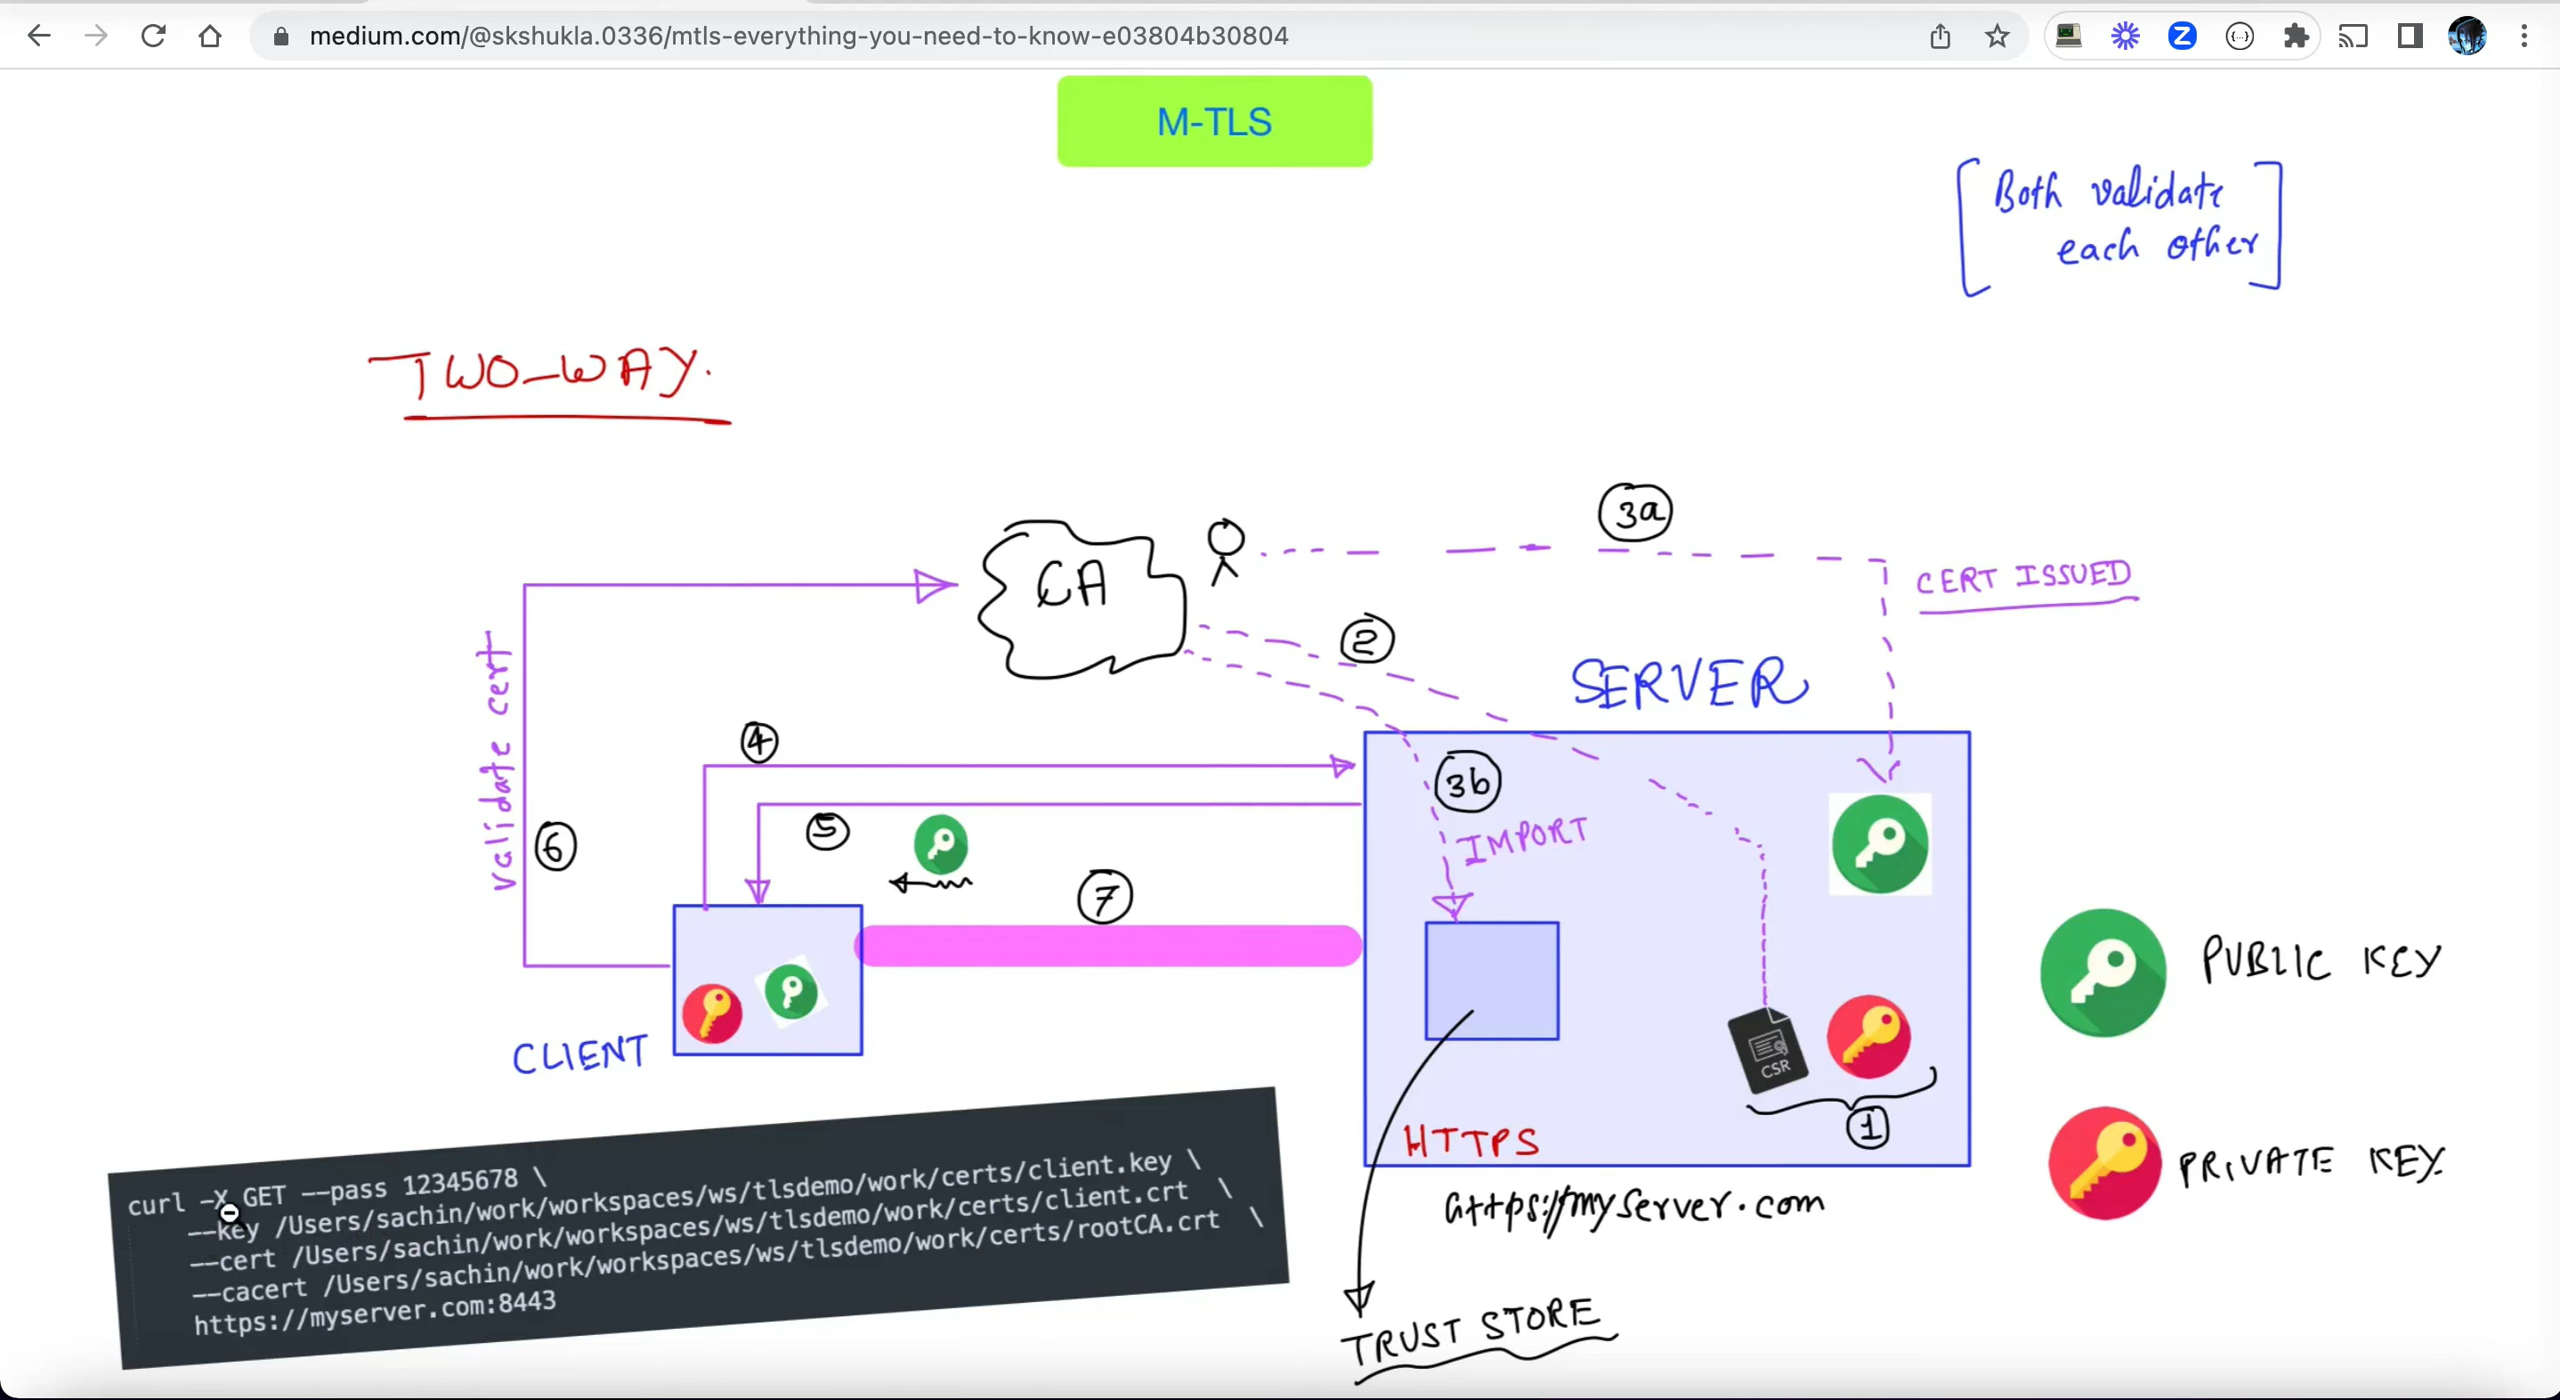 medium.com/@skshukla.0336/mtls-everything-you-need-to-know-e03804b30804
M-TLS
Both validate
each other
TWO-WAY.
3a
CA
CERT ISSUED
2
SERVER
validate cert
4
3b
5
IMPORT
6
7
PUBLIC KEY
CLIENT
CSR
1
HTTPS
PRIVATE KEY
https://myserver.com
curl -X GET --pass 12345678 \
--key /Users/sachin/work/workspaces/ws/tlsdemo/work/certs/client.key \
--cert /Users/sachin/work/workspaces/ws/tlsdemo/work/certs/client.crt \
--cacert /Users/sachin/work/workspaces/ws/tlsdemo/work/certs/rootCA.crt \
https://myserver.com:8443
TRUST STORE